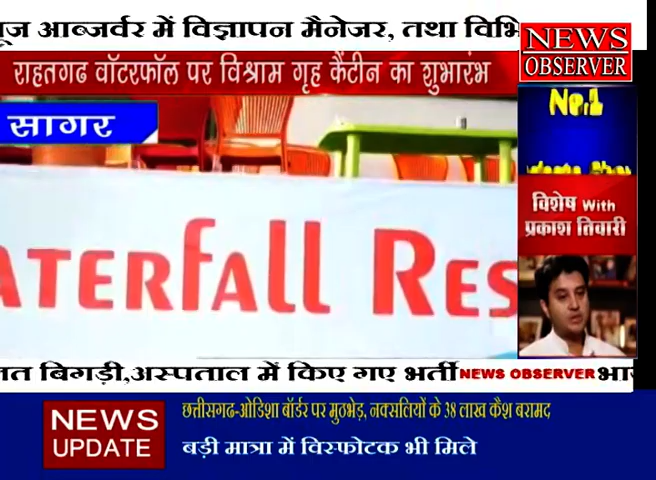 यूज आब्जर्वर में विज्ञापन मैनेजर, तथा विभि
NEWS
OBSERVER
राहतगढ वॉटरफॉल पर विश्राम गृह कैंटीन का शुभारंभ
सागर
No.1
विशेष With
प्रकाश तिवारी
ATERFALL RES
लत बिगड़ी,अस्पताल में किए गए भर्ती NEWS OBSERVER भा
NEWS
UPDATE
छत्तीसगढ-ओडिशा बॉर्डर पर मुठभेड़, नक्सलियों के 38 लाख कैश बरामद
बड़ी मात्रा में विस्फोटक भी मिले